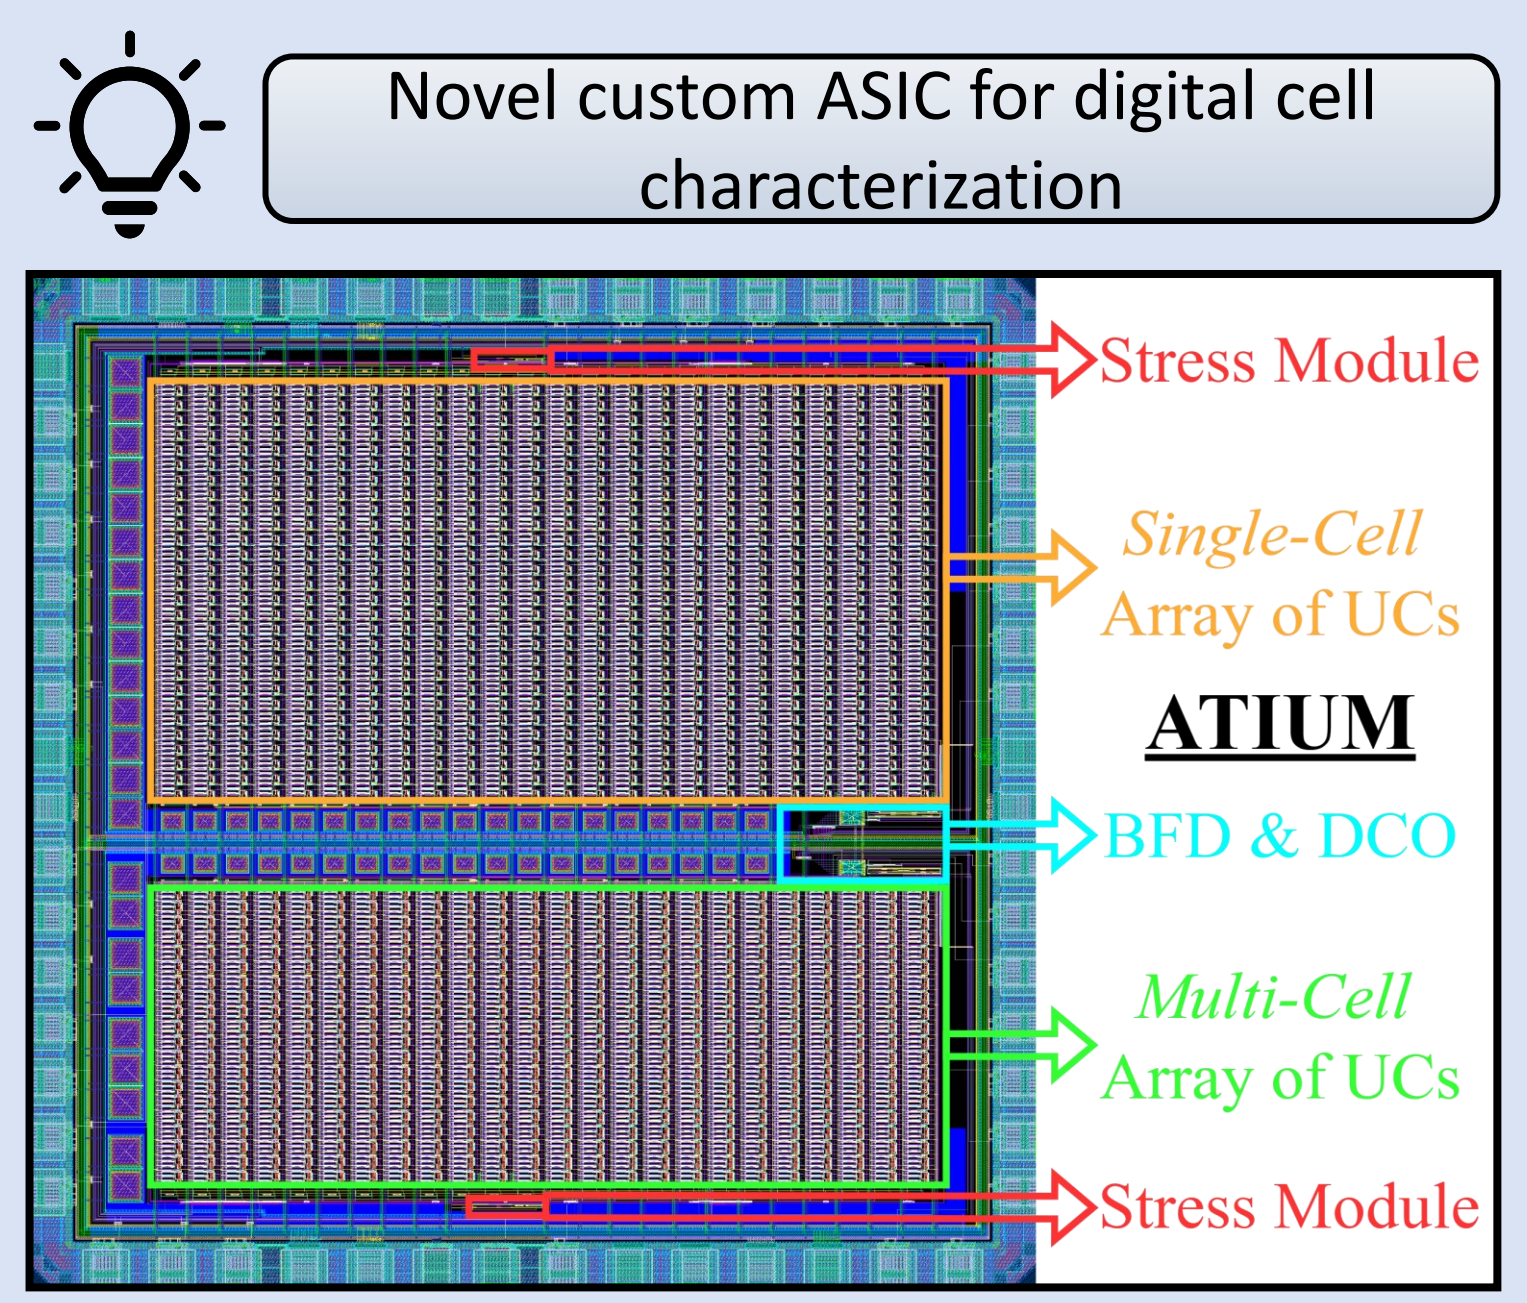 Novel custom ASIC for digital cell
characterization
Stress Module
Single-Cell
Array of UCs
ATIUM
BFD & DCO
Multi-Cell
Array of UCs
Stress Module